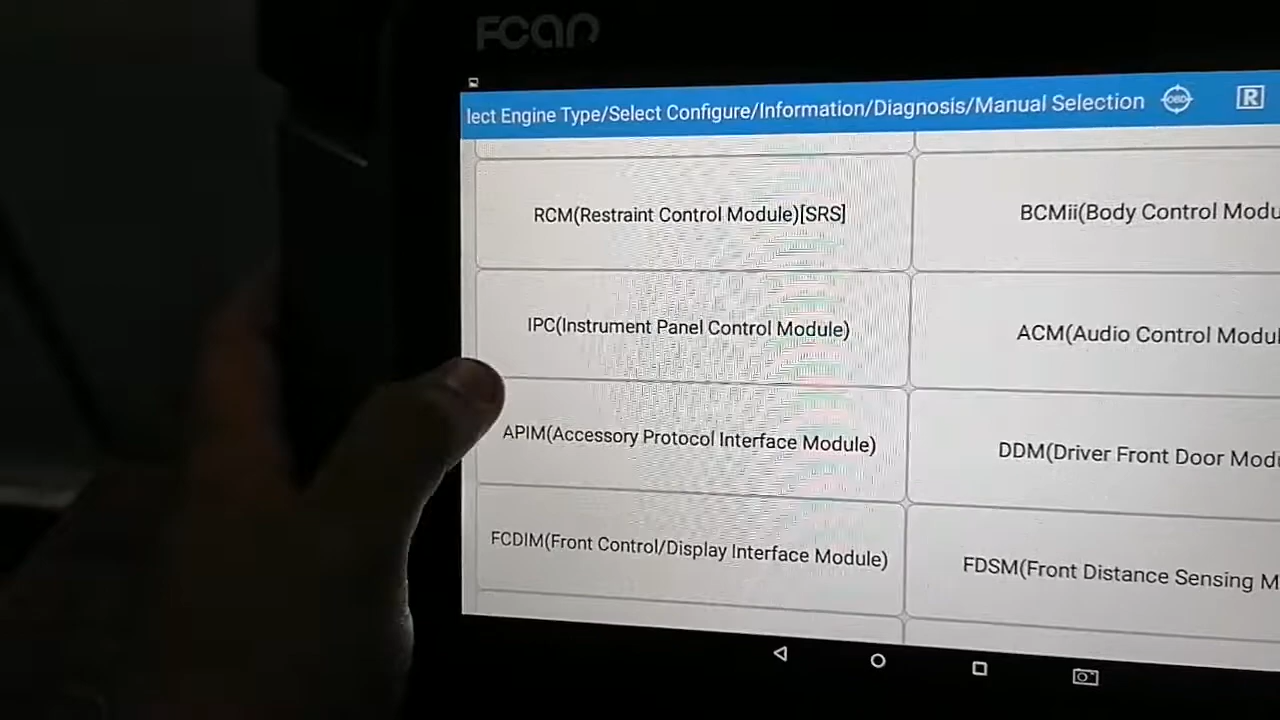 FCAR
lect Engine Type/Select Configure/Information/Diagnosis/Manual Selection
OBD
R
RCM(Restraint Control Module)[SRS]
BCMii(Body Control Modu
IPC(Instrument Panel Control Module)
ACM(Audio Control Modul
APIM(Accessory Protocol Interface Module)
DDM(Driver Front Door Modu
FCDIM(Front Control/Display Interface Module)
FDSM(Front Distance Sensing M